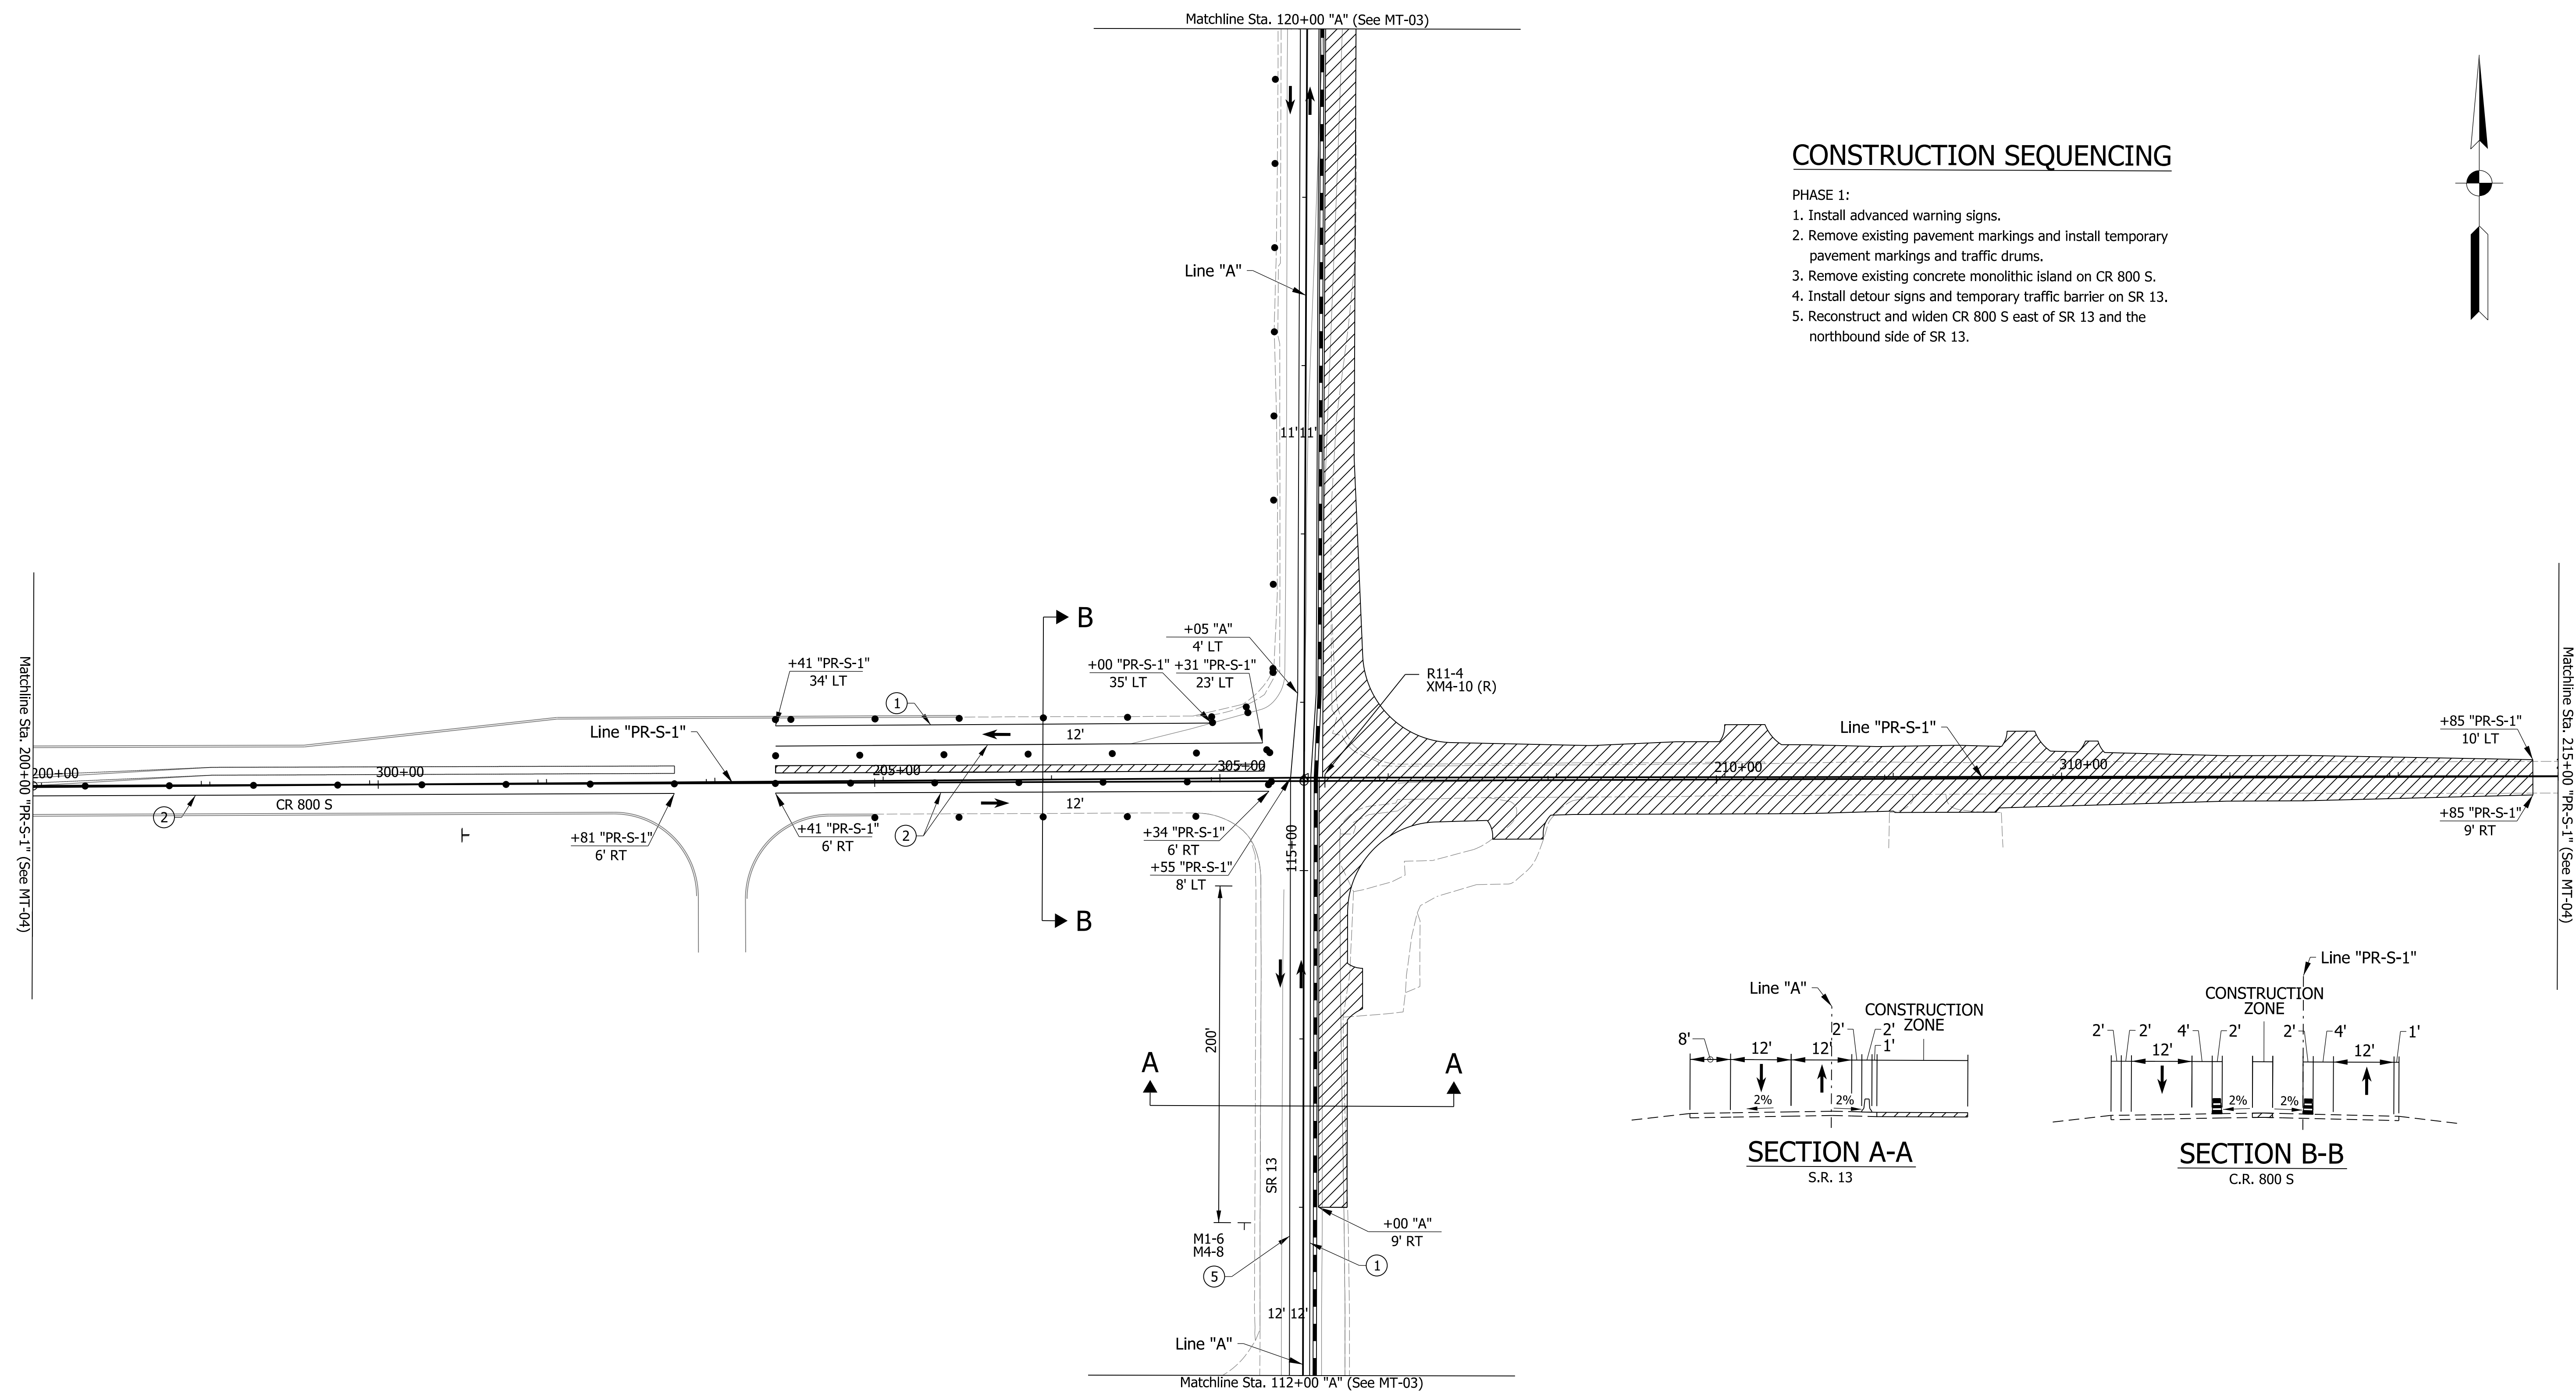 Matchline Sta. 120+00 "A" (See MT-03)
CONSTRUCTION SEQUENCING
PHASE 1:
1. Install advanced warning signs.
2. Remove existing pavement markings and install temporary
pavement markings and traffic drums.
3. Remove existing concrete monolithic island on CR 800 S.
4. Install detour signs and temporary traffic barrier on SR 13.
5. Reconstruct and widen CR 800 S east of SR 13 and the
northbound side of SR 13.
Line "A"
11' 11'
B
+05 "A"
4' LT
+41 "PR-S-1"
34' LT
+00 "PR-S-1"
35' LT
+31 "PR-S-1"
23' LT
R11-4
XM4-10 (R)
1
Line "PR-S-1"
12'
Line "PR-S-1"
+85 "PR-S-1"
10' LT
Matchline Sta. 200+00 "PR-S-1" (See MT-04)
200+00
300+00
205+00
305+00
210+00
310+00
Matchline Sta. 215+00 "PR-S-1" (See MT-04)
CR 800 S
2
12'
+81 "PR-S-1"
6' RT
+41 "PR-S-1"
6' RT
2
+34 "PR-S-1"
6' RT
+55 "PR-S-1"
8' LT
115+00
+85 "PR-S-1"
9' RT
B
200'
A
A
SR 13
M1-6
M4-8
5
+00 "A"
9' RT
1
12' 12'
Line "A"
Matchline Sta. 112+00 "A" (See MT-03)
Line "A"
CONSTRUCTION
ZONE
8'
12'
12'
2'
2'
1'
2%
2%
SECTION A-A
S.R. 13
Line "PR-S-1"
CONSTRUCTION
ZONE
2'
2'
12'
4'
2'
2'
4'
12'
1'
2%
2%
SECTION B-B
C.R. 800 S